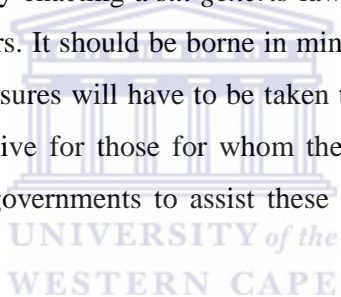 enacting a sui generis law
rs. It should be borne in min
sures will have to be taken t
ive for those for whom the
governments to assist these
UNIVERSITY of the
WESTERN CAPE